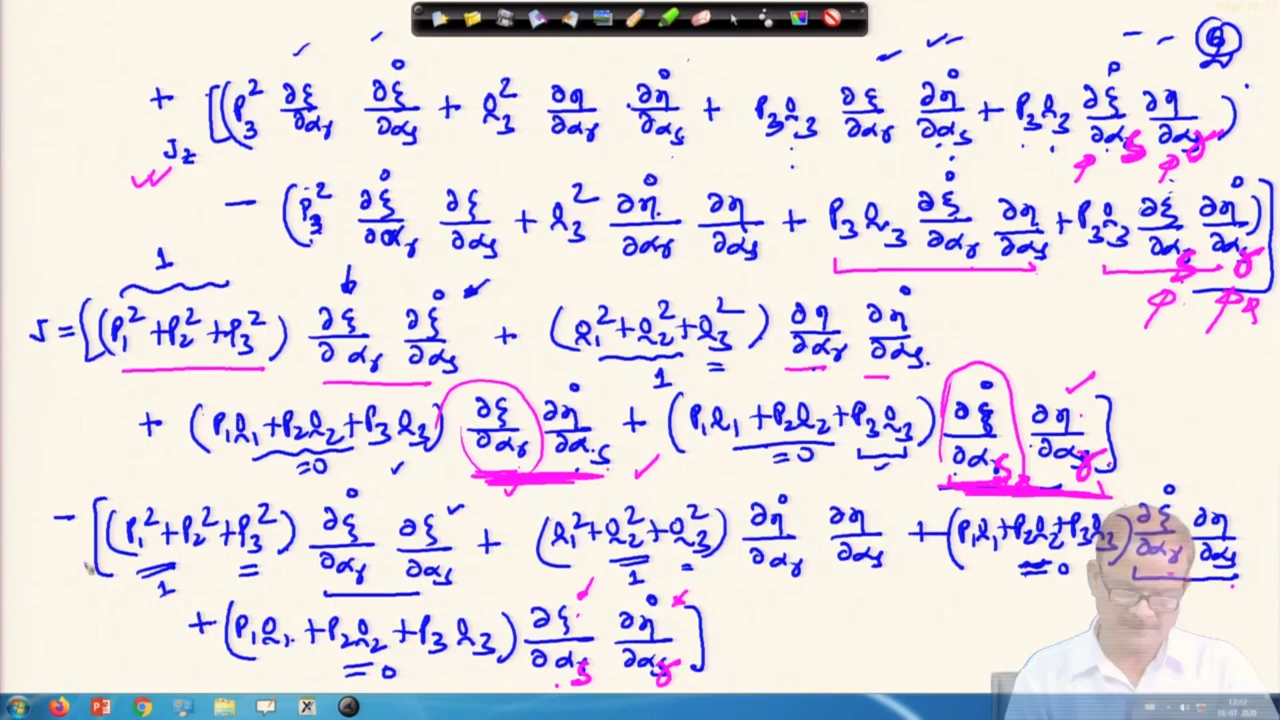 ⑨
+ [(P₃² ∂ξ/∂αᵣ ∂ξ̊/∂αₛ + Q₃² ∂η/∂αᵣ ∂η̊/∂αₛ + P₃Q₃ ∂ξ/∂αᵣ ∂η̊/∂αₛ + P₃Q₃ ∂ξ̊/∂αₛ ∂η/∂αᵣ)
J_z
− (P₃² ∂ξ̊/∂αᵣ ∂ξ/∂αₛ + Q₃² ∂η̊/∂αᵣ ∂η/∂αₛ + P₃Q₃ ∂ξ̊/∂αᵣ ∂η/∂αₛ + P₃Q₃ ∂ξ/∂αₛ ∂η̊/∂αᵣ)]
1
J = [(P₁² + P₂² + P₃²) ∂ξ/∂αᵣ ∂ξ̊/∂αₛ + (Q₁² + Q₂² + Q₃²) ∂η/∂αᵣ ∂η̊/∂αₛ
1 =
+ (P₁Q₁ + P₂Q₂ + P₃Q₃) ∂ξ/∂αᵣ ∂η̊/∂αₛ + (P₁Q₁ + P₂Q₂ + P₃Q₃) ∂ξ̊/∂αₛ ∂η/∂αᵣ]
=0 =0
− [(P₁² + P₂² + P₃²) ∂ξ̊/∂αᵣ ∂ξ/∂αₛ + (Q₁² + Q₂² + Q₃²) ∂η̊/∂αᵣ ∂η/∂αₛ + (P₁Q₁ + P₂Q₂ + P₃Q₃) ∂ξ̊/∂αᵣ ∂η/∂αₛ
1 = 1 = =0
+ (P₁Q₁ + P₂Q₂ + P₃Q₃) ∂ξ/∂αₛ ∂η̊/∂αᵣ]
=0